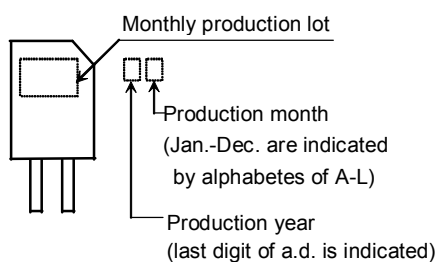 Monthly production lot
Production month
(Jan.-Dec. are indicated
by alphabetes of A-L)
Production year
(last digit of a.d. is indicated)